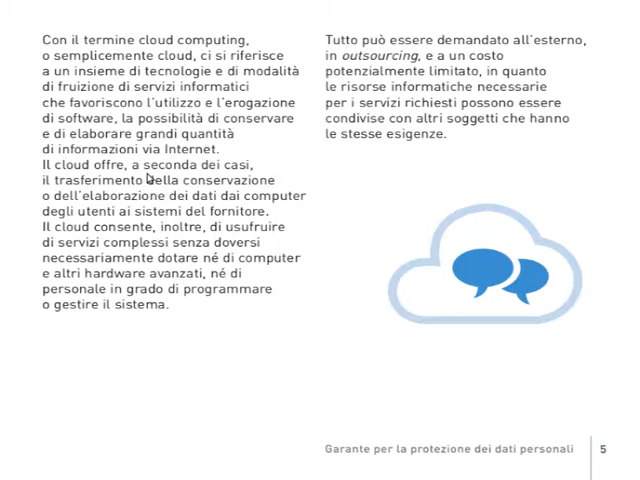 Con il termine cloud computing,
o semplicemente cloud, ci si riferisce
a un insieme di tecnologie e di modalità
di fruizione di servizi informatici
che favoriscono l'utilizzo e l'erogazione
di software, la possibilità di conservare
e di elaborare grandi quantità
di informazioni via Internet.
Il cloud offre, a seconda dei casi,
il trasferimento della conservazione
o dell'elaborazione dei dati dai computer
degli utenti ai sistemi del fornitore.
Il cloud consente, inoltre, di usufruire
di servizi complessi senza doversi
necessariamente dotare né di computer
e altri hardware avanzati, né di
personale in grado di programmare
o gestire il sistema.
Tutto può essere demandato all'esterno,
in outsourcing, e a un costo
potenzialmente limitato, in quanto
le risorse informatiche necessarie
per i servizi richiesti possono essere
condivise con altri soggetti che hanno
le stesse esigenze.
Garante per la protezione dei dati personali
5